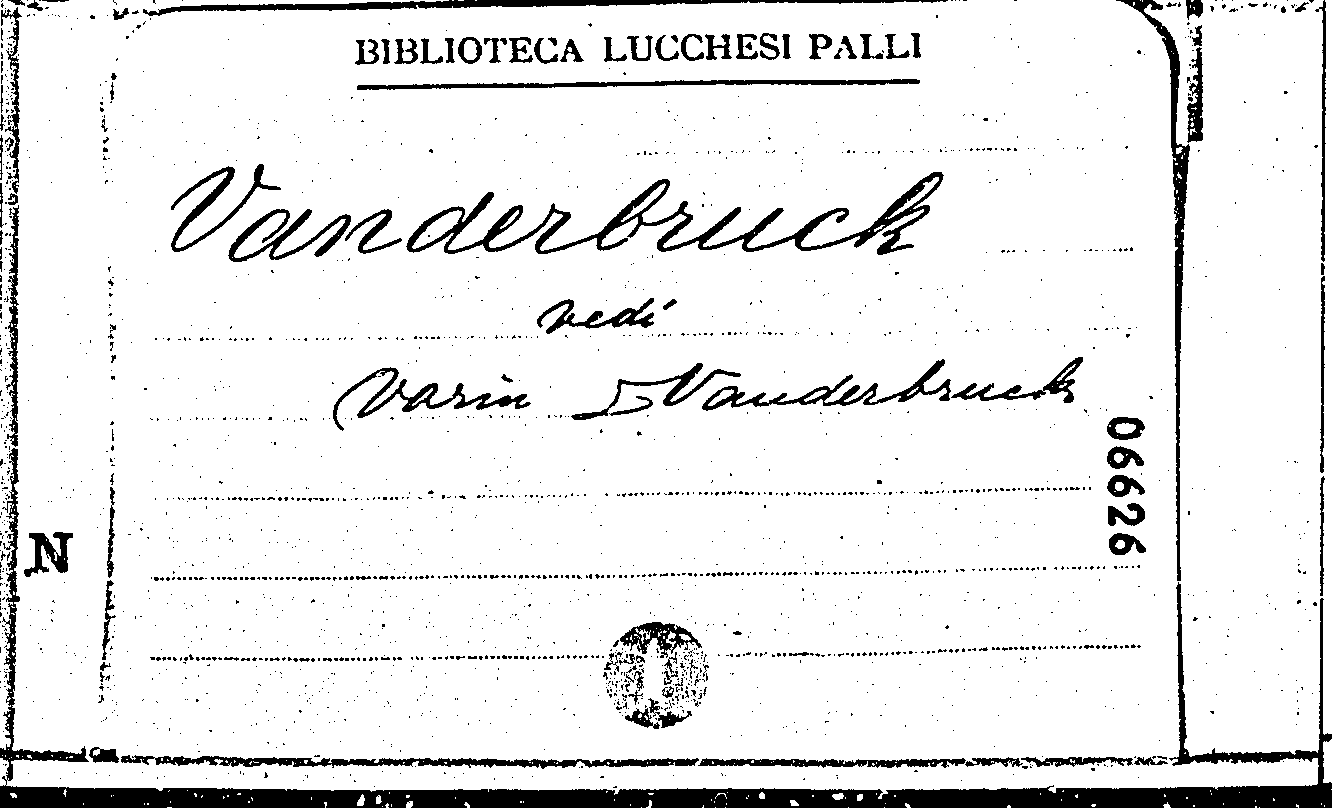 BIBLIOTECA LUCCHESI PALLI
Vanderbruck
vedi
Varin Vanderbruck
06626
N